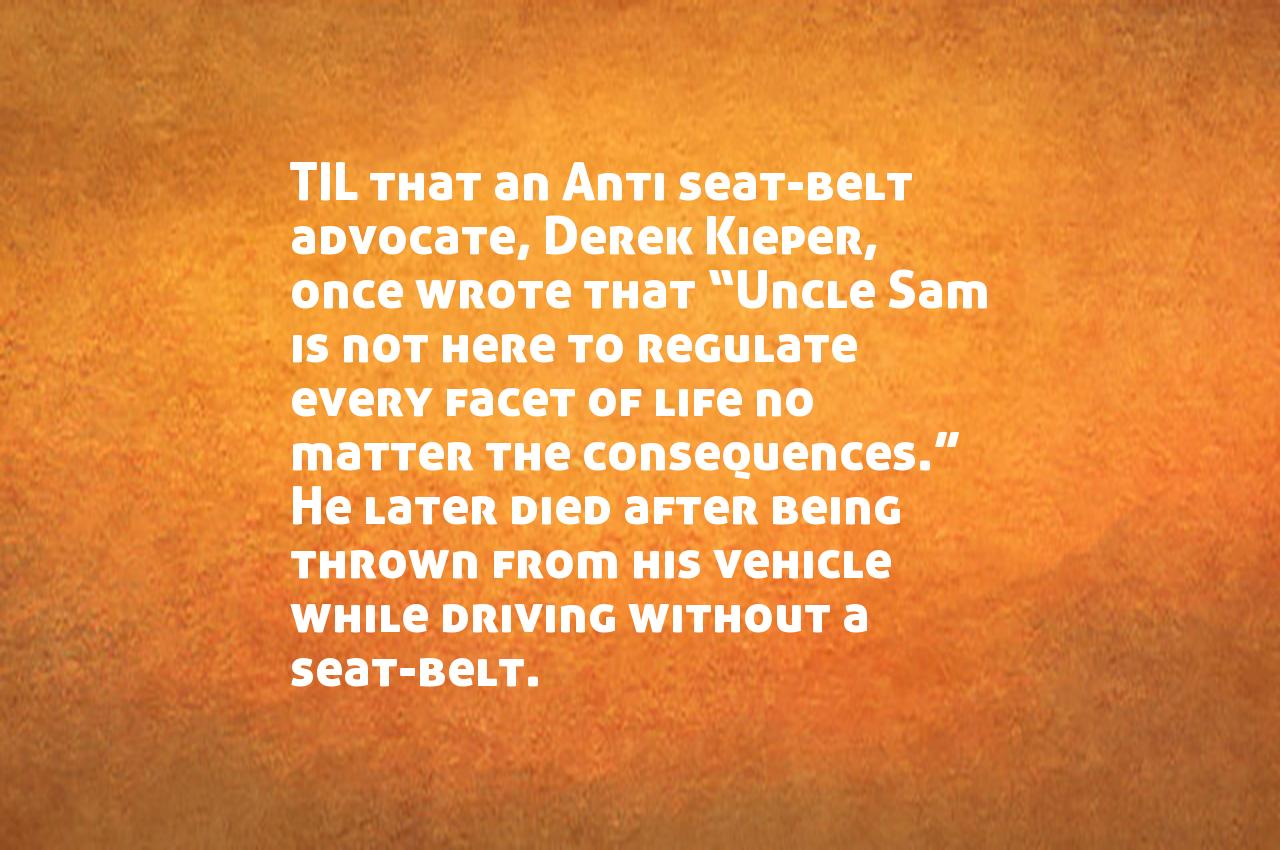 TIL that an Anti seat-belt
advocate, Derek Kieper,
once wrote that “Uncle Sam
is not here to regulate
every facet of life no
matter the consequences.”
He later died after being
thrown from his vehicle
while driving without a
seat-belt.